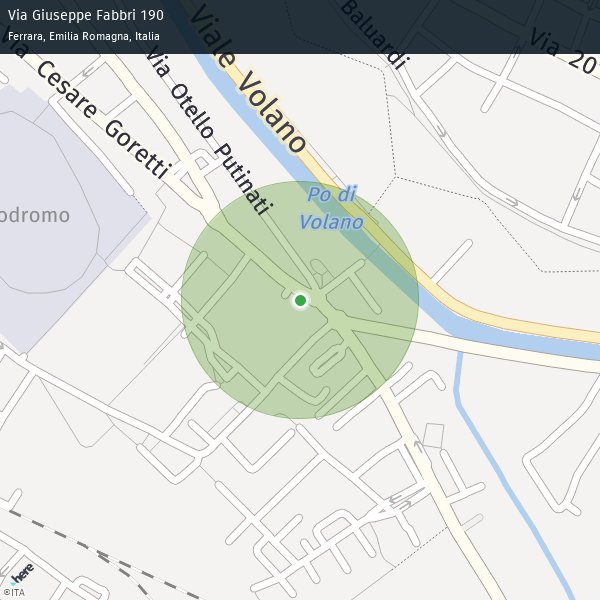 Via Giuseppe Fabbri 190
Ferrara, Emilia Romagna, Italia
Viale Volano
Baluardi
Via 20
Via Cesare Goretti
Via Otello Putinati
odromo
Po di
Volano
here
©ITA